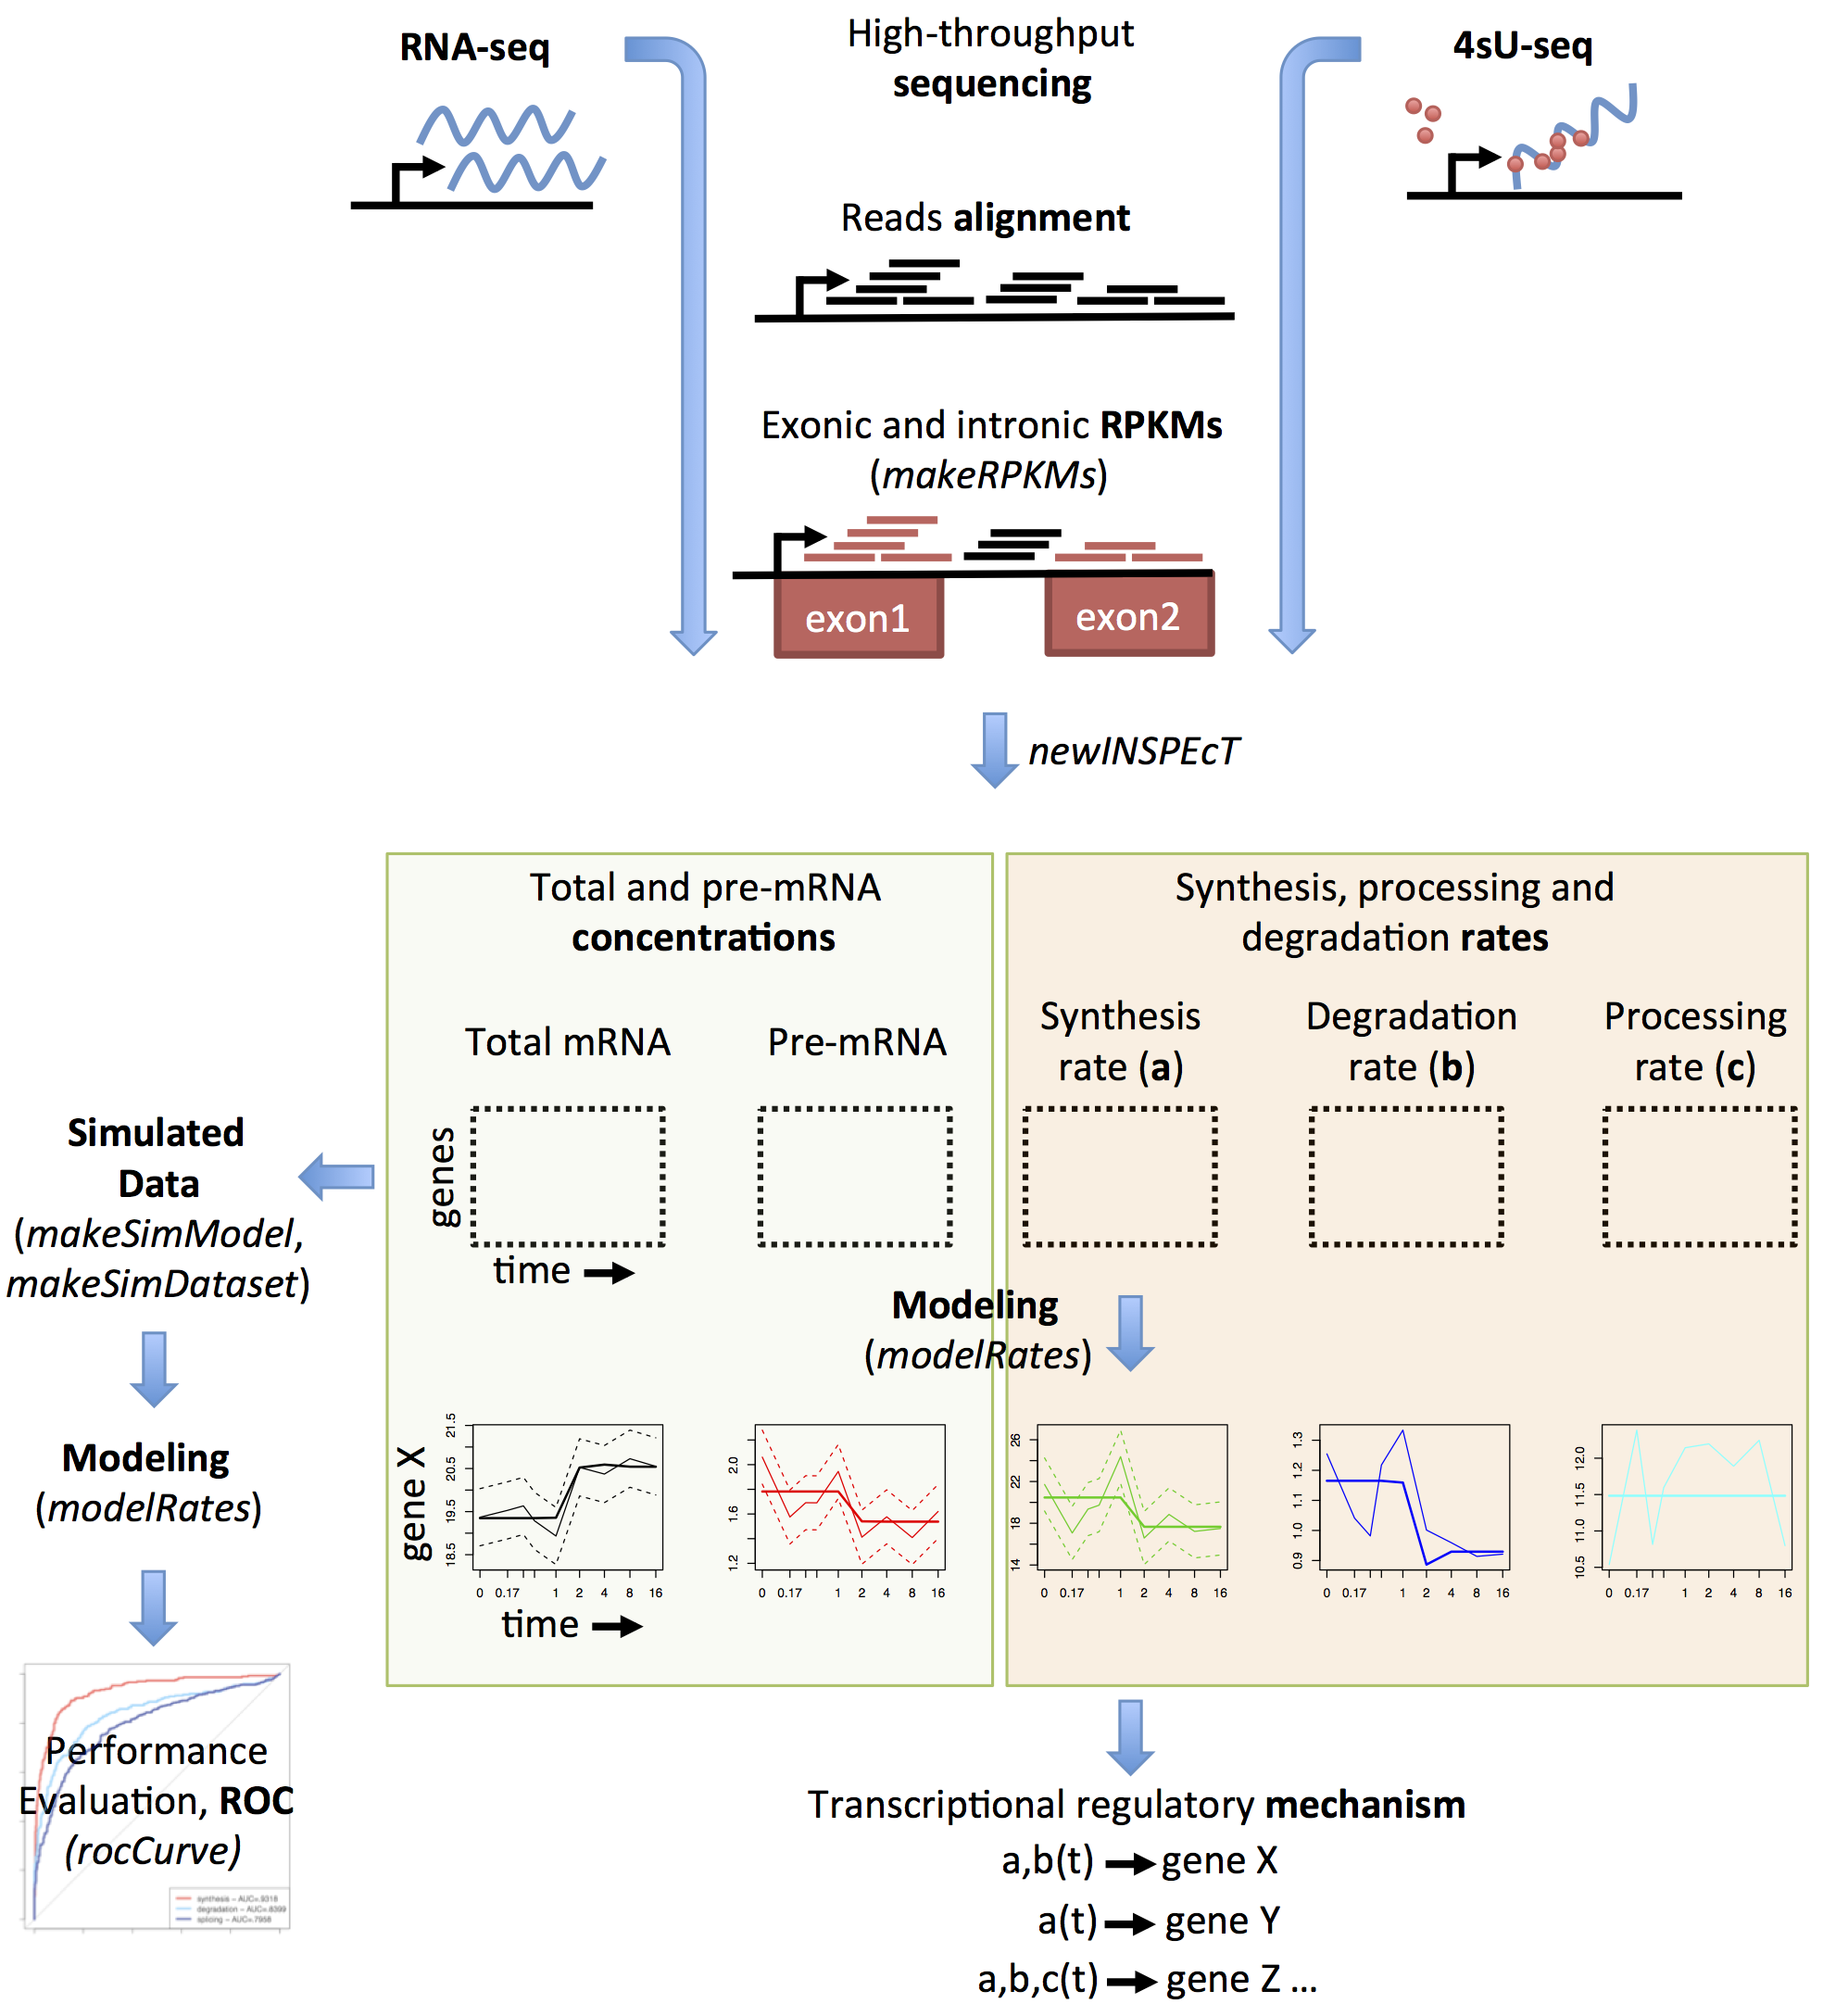 RNA-seq
High-throughput
sequencing
4sU-seq
Reads alignment
Exonic and intronic RPKMs
(makeRPKMs)
exon1
exon2
newINSPEcT
Total and pre-mRNA
concentrations
Synthesis, processing and
degradation rates
Total mRNA
Pre-mRNA
Synthesis
rate (a)
Degradation
rate (b)
Processing
rate (c)
genes
time
Simulated
Data
(makeSimModel,
makeSimDataset)
Modeling
(modelRates)
Modeling
(modelRates)
gene X
21.5
20.5
19.5
18.5
0 0.17 1 2 4 8 16
2.0
1.6
1.2
0 0.17 1 2 4 8 16
26
22
18
14
0 0.17 1 2 4 8 16
1.3
1.2
1.1
1.0
0.9
0 0.17 1 2 4 8 16
12.0
11.5
11.0
10.5
0 0.17 1 2 4 8 16
time
Performance
Evaluation, ROC
(rocCurve)
synthesis – AUC=.9318
degradation – AUC=.8399
splicing – AUC=.7958
Transcriptional regulatory mechanism
a,b(t) gene X
a(t) gene Y
a,b,c(t) gene Z ...